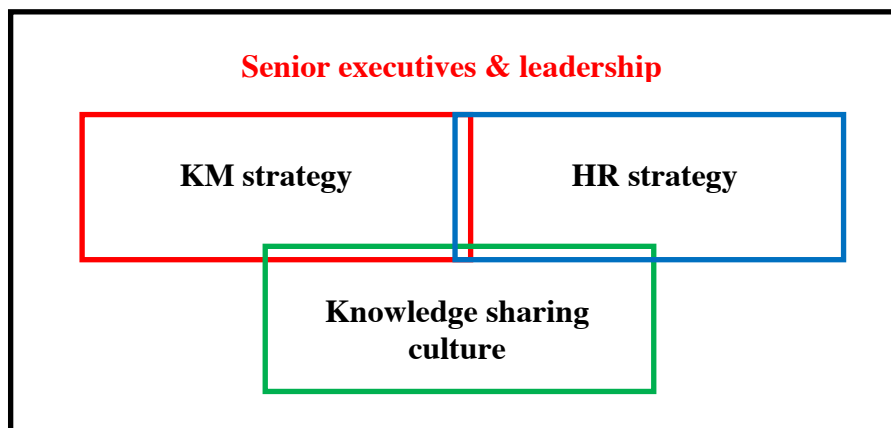 Senior executives & leadership
KM strategy
HR strategy
Knowledge sharing
culture